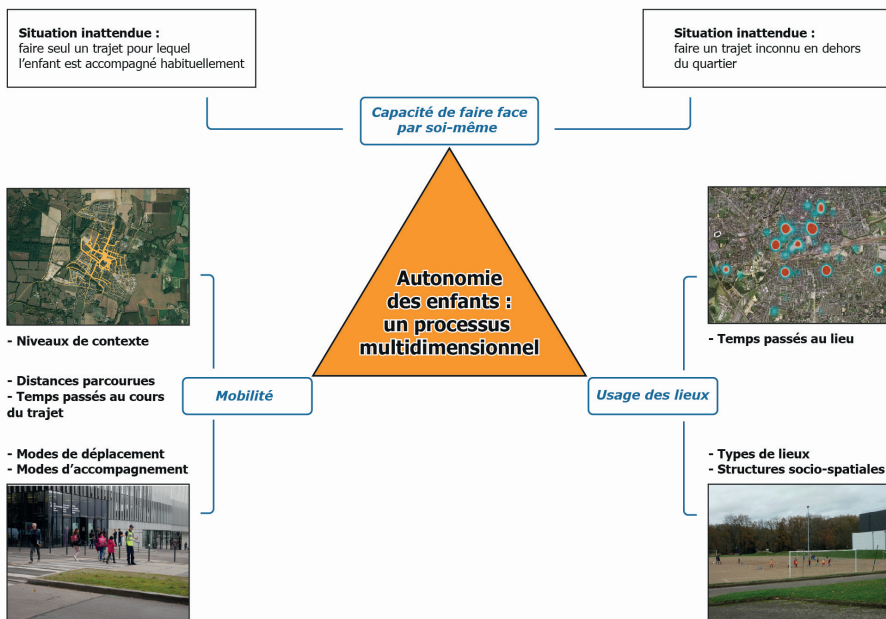 Situation inattendue :
faire seul un trajet pour lequel
l'enfant est accompagné habituellement
Situation inattendue :
faire un trajet inconnu en dehors
du quartier
Capacité de faire face
par soi-même
Autonomie
des enfants :
un processus
multidimensionnel
- Niveaux de contexte
- Distances parcourues
- Temps passés au cours
du trajet
Mobilité
- Modes de déplacement
- Modes d'accompagnement
- Temps passés au lieu
Usage des lieux
- Types de lieux
- Structures socio-spatiales